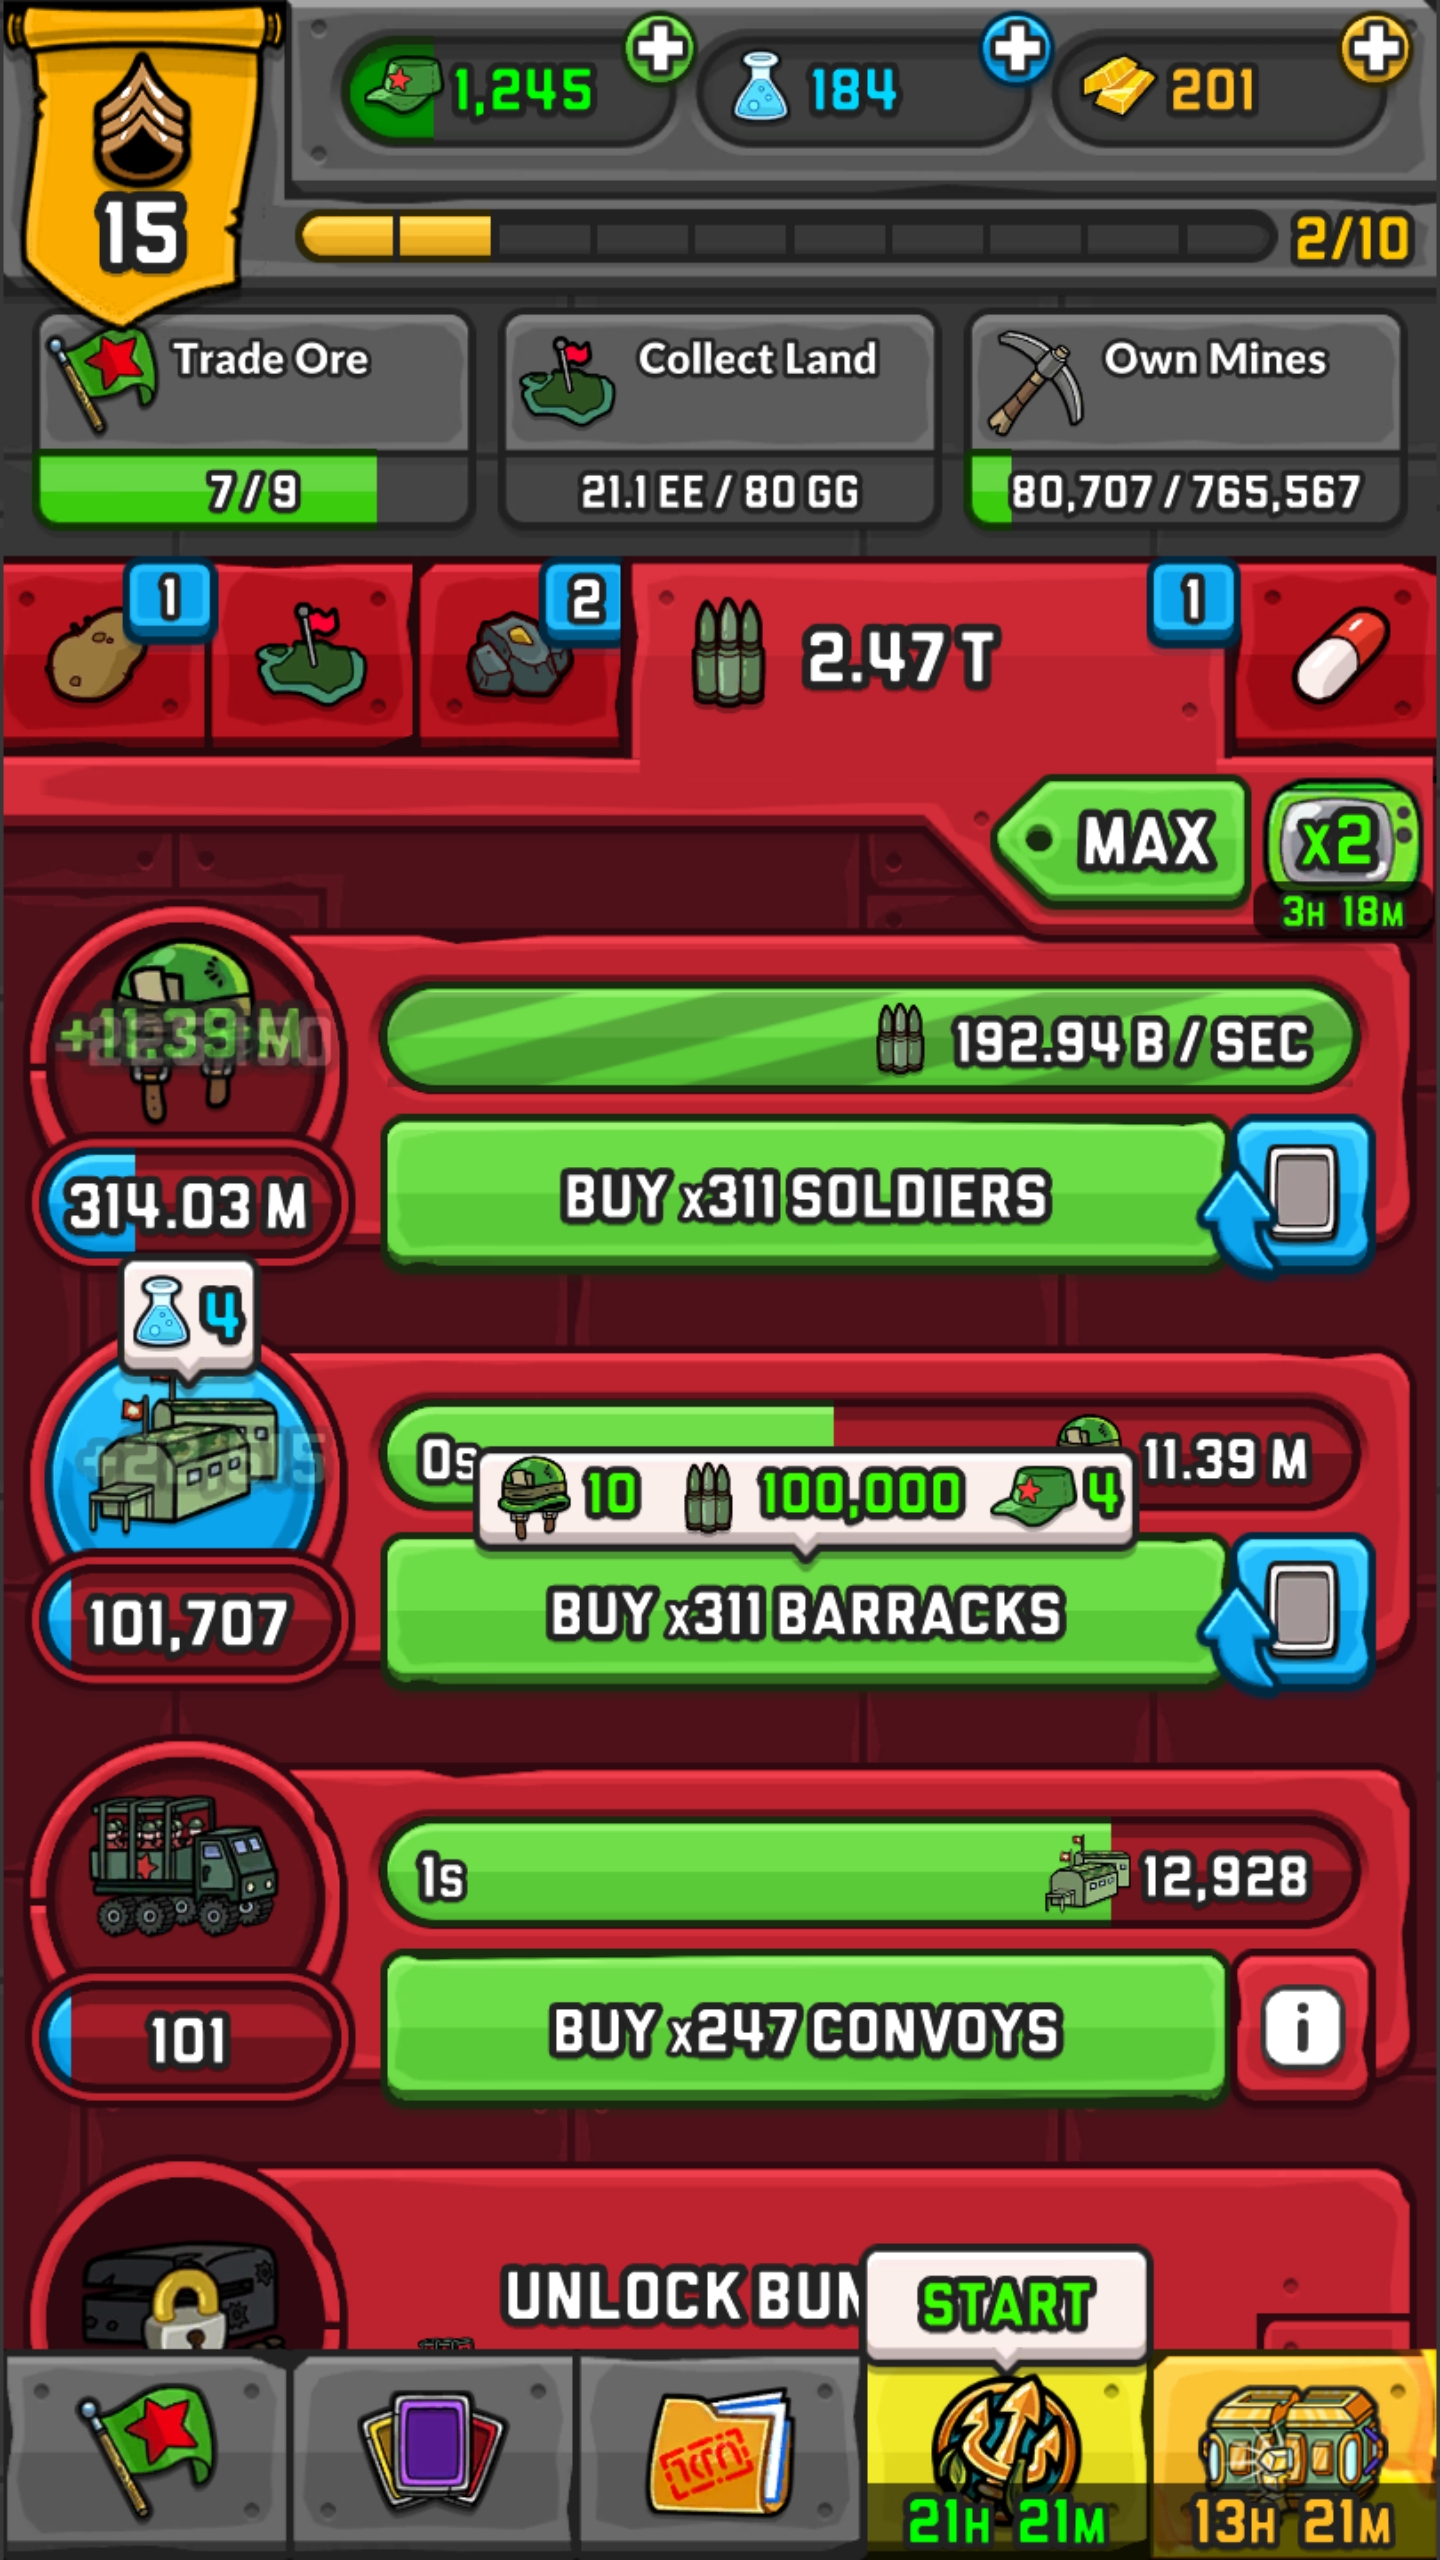 1,245
184
201
15
2/10
Trade Ore
7/9
Collect Land
21.1 EE / 80 GG
Own Mines
80,707 / 765,567
1
2
2.47 T
1
MAX
x2
3H 18M
+11.39 M
192.94 B / SEC
314.03 M
BUY x311 SOLDIERS
4
0s
11.39 M
10
100,000
4
101,707
BUY x311 BARRACKS
1s
12,928
101
BUY x247 CONVOYS
i
UNLOCK BUN
START
21H 21M
13H 21M